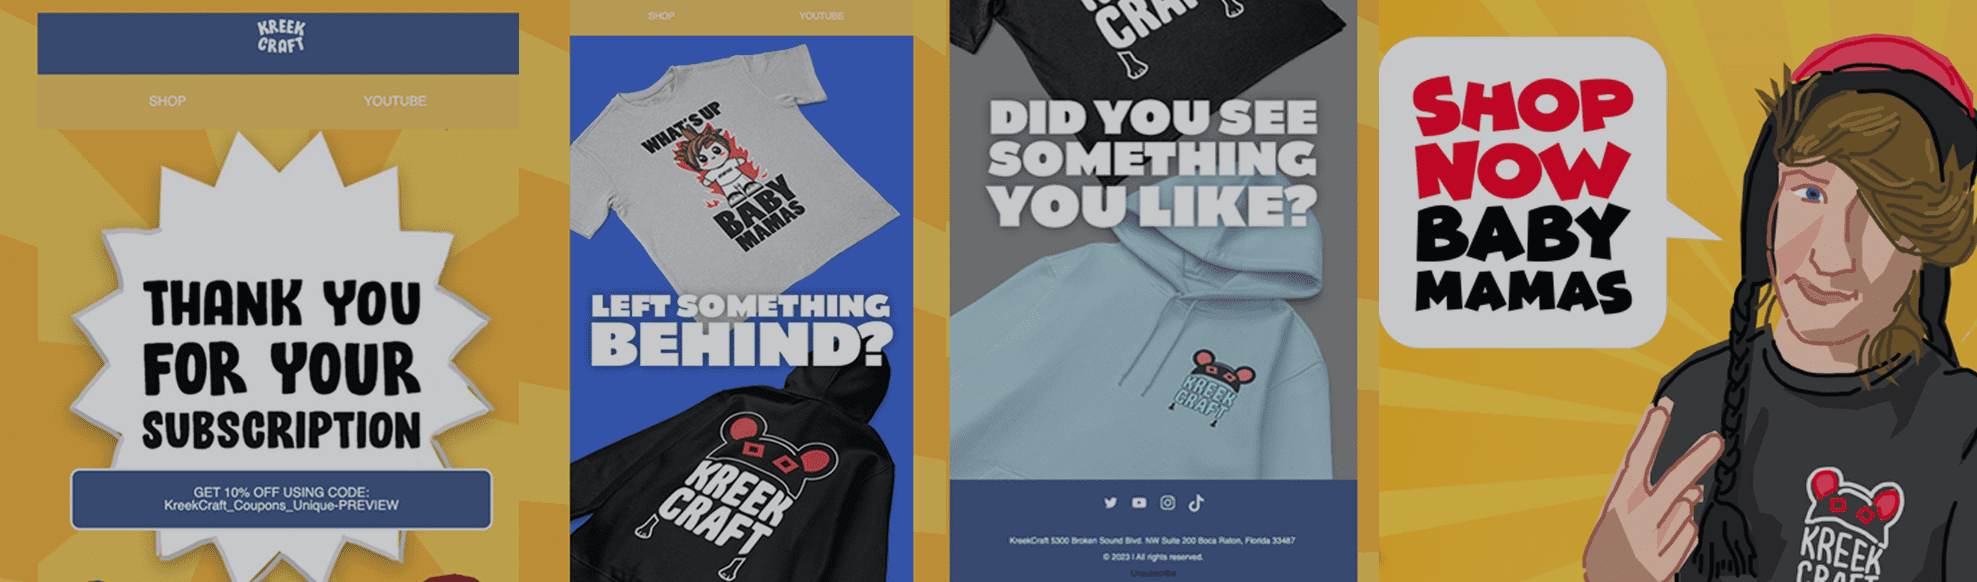 KREEK
CRAFT
SHOP
YOUTUBE
THANK YOU
FOR YOUR
SUBSCRIPTION
GET 10% OFF USING CODE:
KreekCraft_Coupons_Unique-PREVIEW
SHOP
YOUTUBE
WHAT'S UP
BABY
MAMAS
LEFT SOMETHING
BEHIND?
KREEK
CRAFT
CRAFT
DID YOU SEE
SOMETHING
YOU LIKE?
KREEK
CRAFT
KreekCraft 5300 Broken Sound Blvd. NW Suite 200 Boca Raton, Florida 33487
© 2023 | All rights reserved.
Unsubscribe
SHOP
NOW
BABY
MAMAS
KREEK